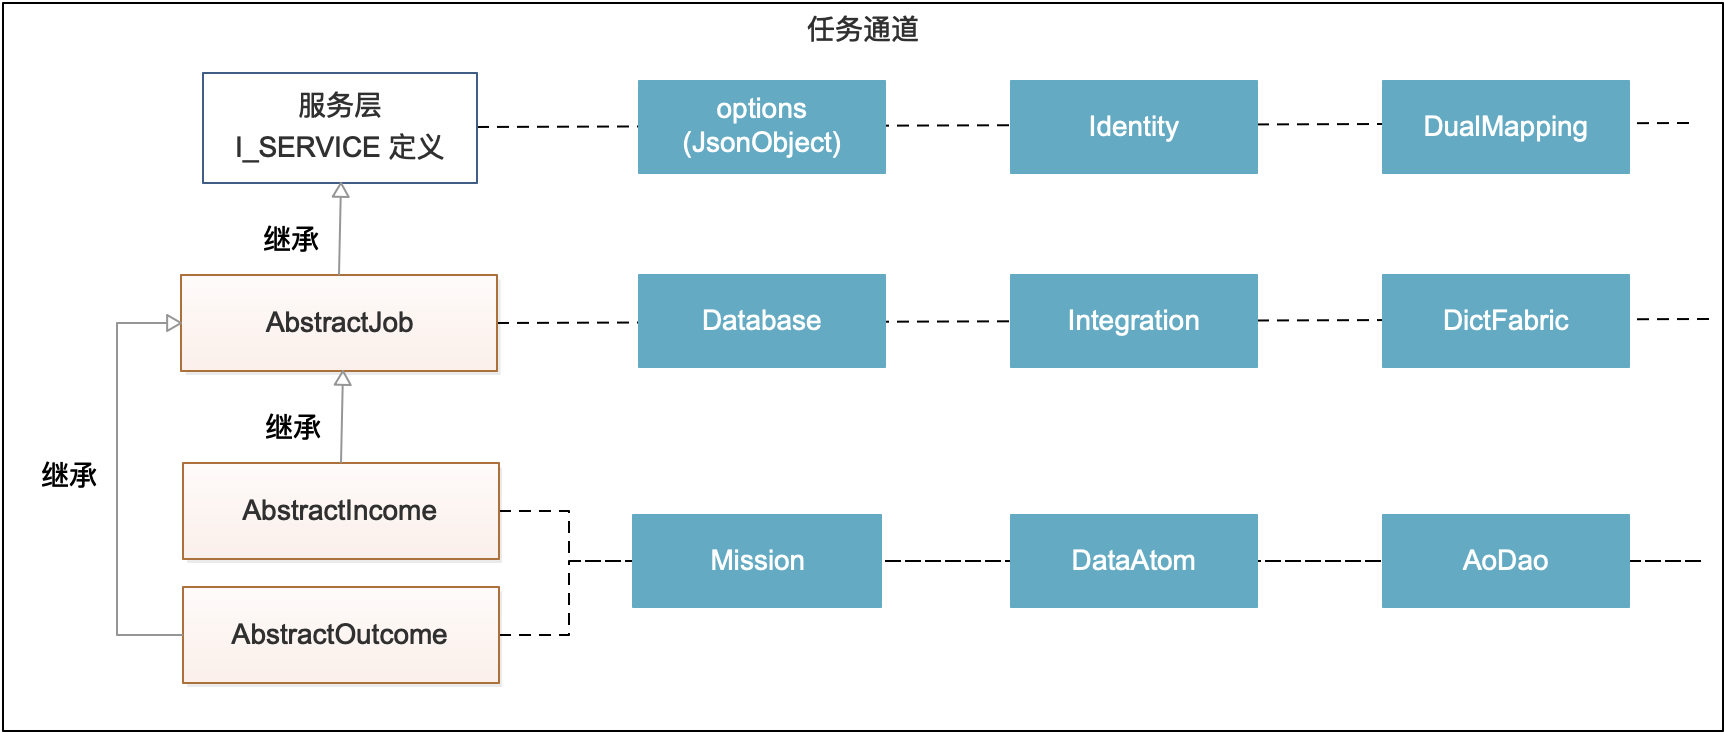 任务通道
服务层
I_SERVICE 定义
options
(JsonObject)
Identity
DualMapping
继承
AbstractJob
Database
Integration
DictFabric
继承
继承
AbstractIncome
AbstractOutcome
Mission
DataAtom
AoDao